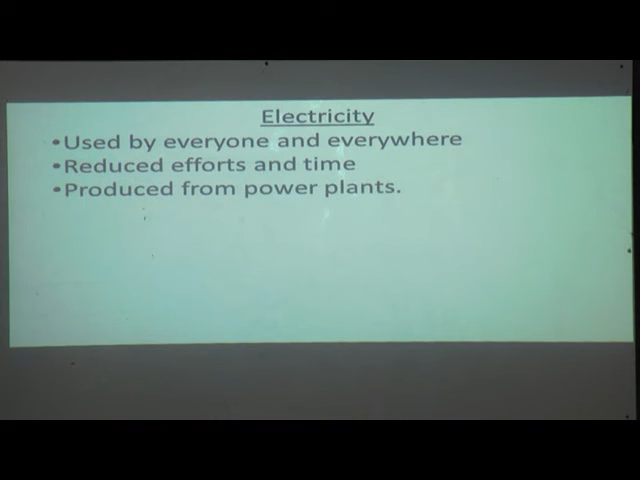 Electricity
•Used by everyone and everywhere
•Reduced efforts and time
•Produced from power plants.